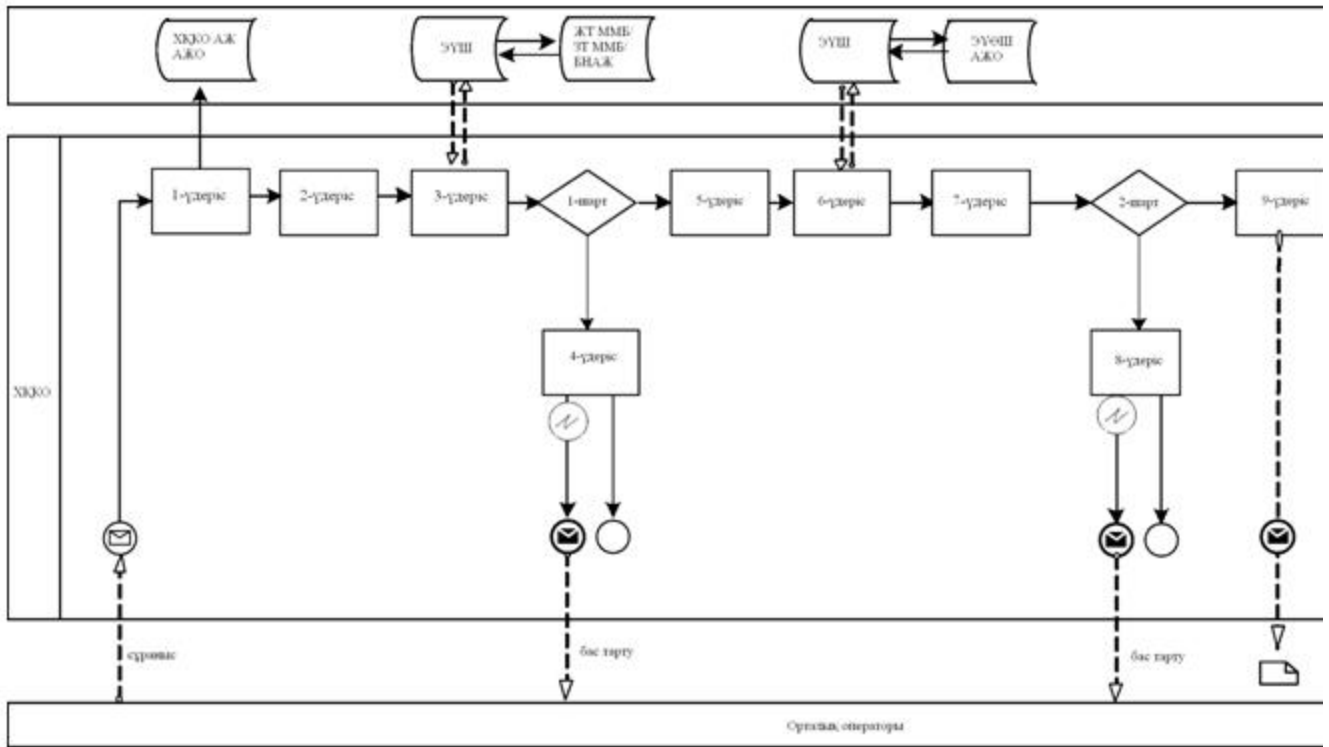 ХҚКО АЖ
АЖО
ЭҮШ
ЖТ ММБ/
ЗТ ММБ/
БНАЖ
ЭҮШ
ЭҮӨШ
АЖО
1-үдеріс
2-үдеріс
3-үдеріс
1-шарт
5-үдеріс
6-үдеріс
7-үдеріс
2-шарт
9-үдеріс
4-үдеріс
8-үдеріс
ХҚКО
сұраныс
бас тарту
бас тарту
Орталық операторы